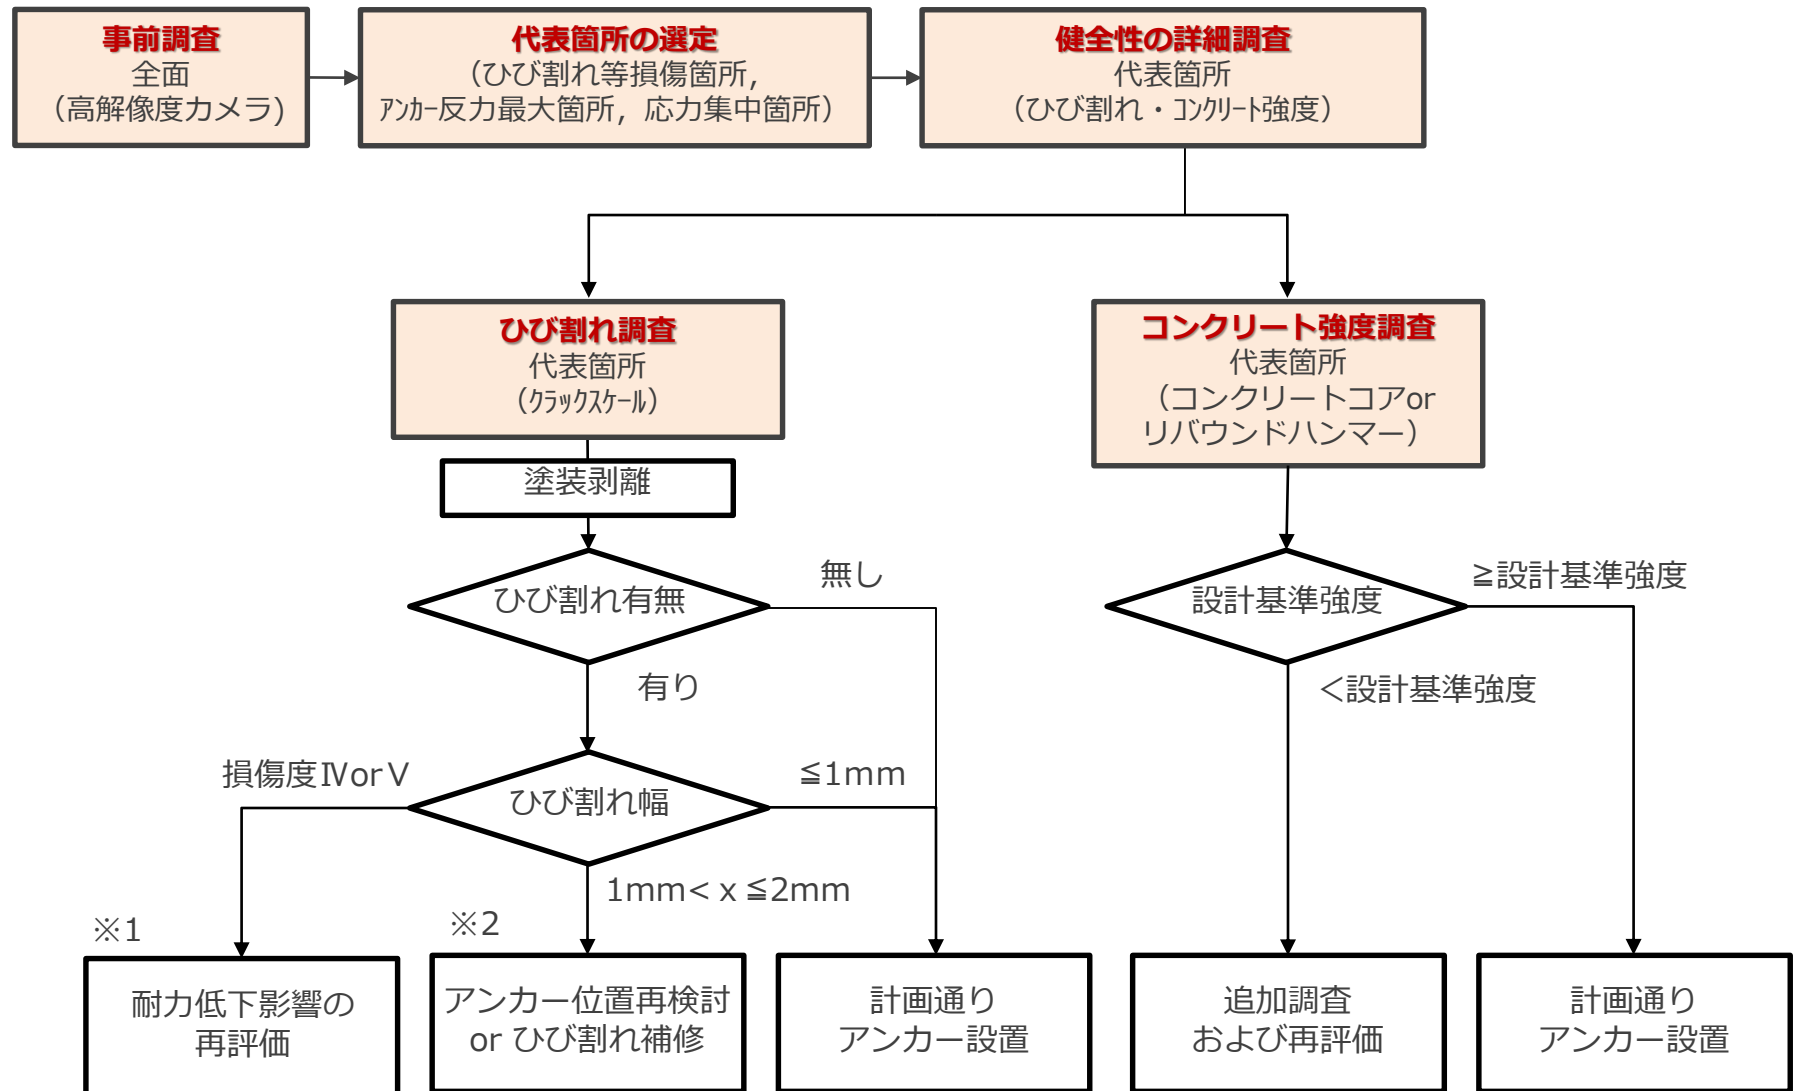 事前調査
全面
（高解像度カメラ)
代表箇所の選定
（ひび割れ等損傷箇所,
ｱﾝｶｰ反力最大箇所，応力集中箇所）
健全性の詳細調査
代表箇所
（ひび割れ・ｺﾝｸﾘｰﾄ強度）
ひび割れ調査
代表箇所
（ｸﾗｯｸｽｹｰﾙ）
コンクリート強度調査
代表箇所
（コンクリートコアor
リバウンドハンマー）
塗装剥離
ひび割れ有無
無し
有り
設計基準強度
≧設計基準強度
＜設計基準強度
損傷度ⅣorⅤ
ひび割れ幅
≦1mm
1mm< x ≦2mm
※1
※2
耐力低下影響の
再評価
アンカー位置再検討
or ひび割れ補修
計画通り
アンカー設置
追加調査
および再評価
計画通り
アンカー設置